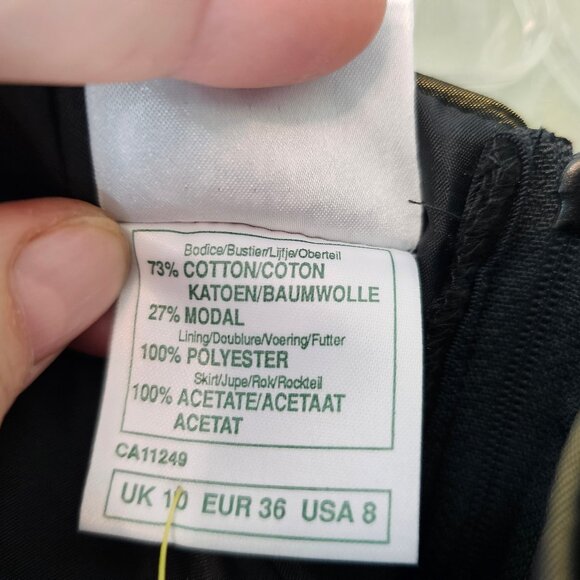 Bodice/Bustier/Lijfje/Oberteil
73% COTTON/COTON
KATOEN/BAUMWOLLE
27% MODAL
Lining/Doublure/Voering/Futter
100% POLYESTER
Skirt/Jupe/Rok/Rockteil
100% ACETATE/ACETAAT
ACETAT
CA11249
UK 10 EUR 36 USA 8